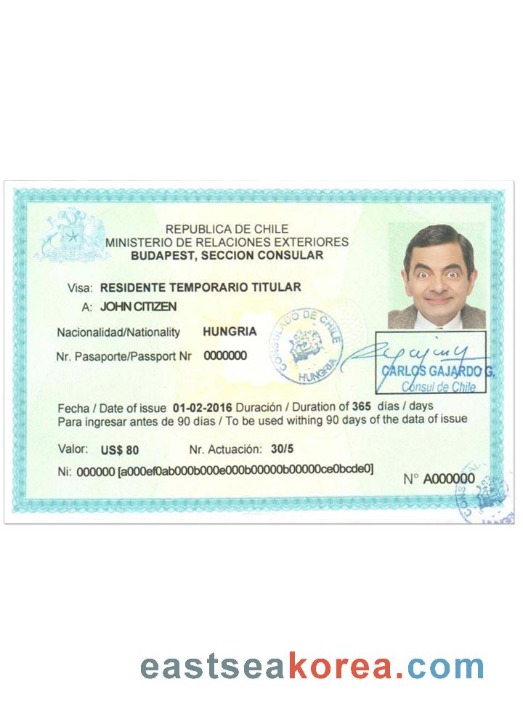 REPUBLICA DE CHILE
MINISTERIO DE RELACIONES EXTERIORES
BUDAPEST, SECCION CONSULAR
Visa: RESIDENTE TEMPORARIO TITULAR
A: JOHN CITIZEN
Nacionalidad/Nationality HUNGRIA
Nr. Pasaporte/Passport Nr 0000000
CONSULADO DE CHILE
HUNGRIA
CARLOS GAJARDO G.
Consul de Chile
Fecha / Date of issue 01-02-2016 Duración / Duration of 365 dias / days
Para ingresar antes de 90 dias / To be used withing 90 days of the data of issue
Valor: US$ 80 Nr. Actuación: 30/5
Ni: 000000 [a000ef0ab000b000e000b00000b00000ce0bcde0]
N° A000000
eastseakorea.com